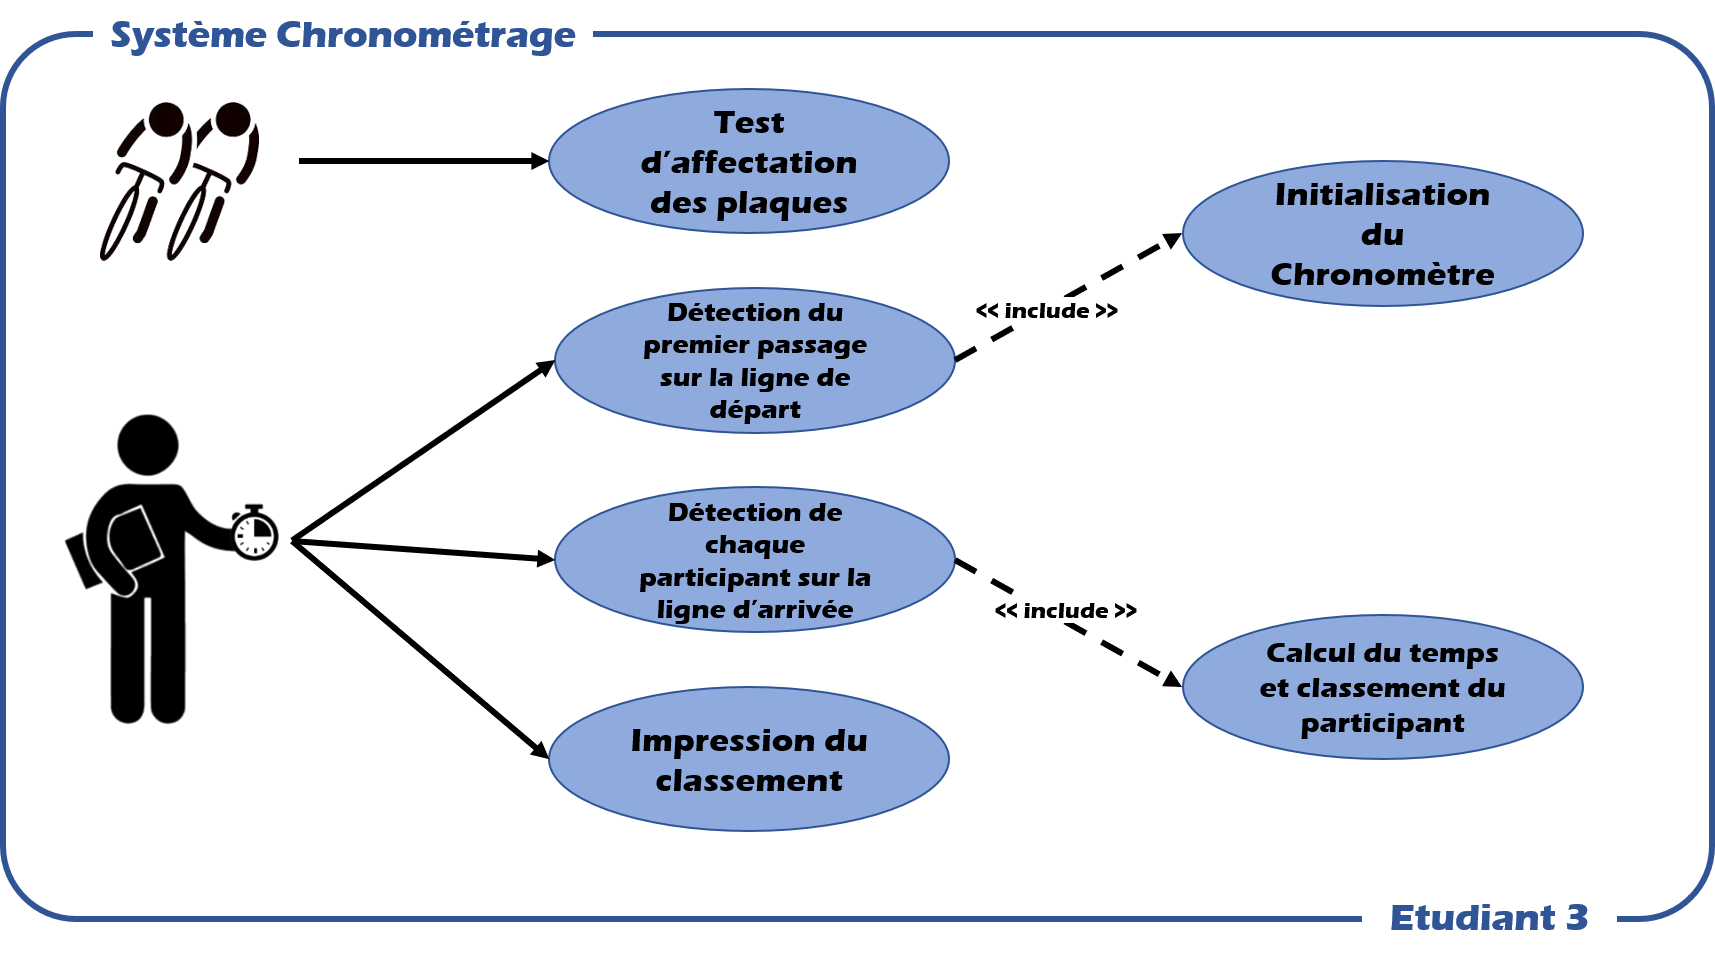 Système Chronométrage
Test
d’affectation
des plaques
Initialisation
du
Chronomètre
Détection du
premier passage
sur la ligne de
départ
<< include >>
Détection de
chaque
participant sur la
ligne d’arrivée
<< include >>
Calcul du temps
et classement du
participant
Impression du
classement
Etudiant 3